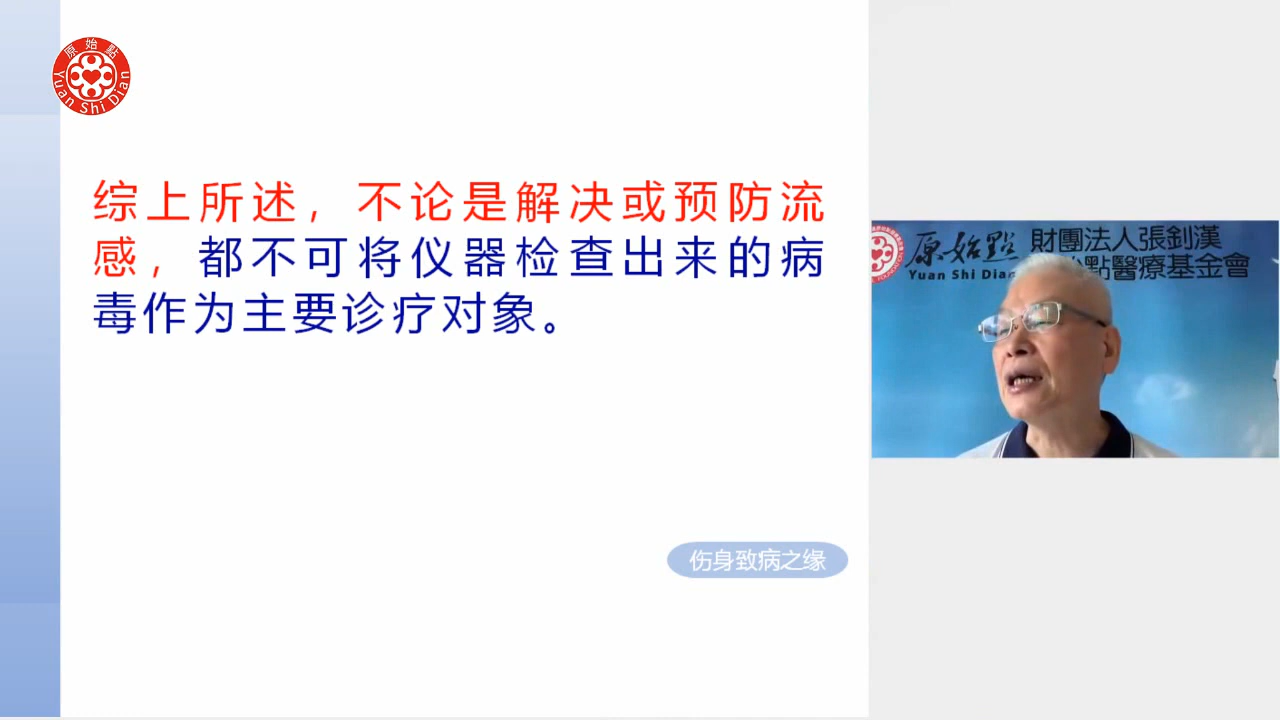 原始點
Yuan Shi Dian
综上所述，不论是解决或预防流
感，都不可将仪器检查出来的病
毒作为主要诊疗对象。
伤身致病之缘
原始點
Yuan Shi Dian
財團法人張釗漢
始點醫療基金會